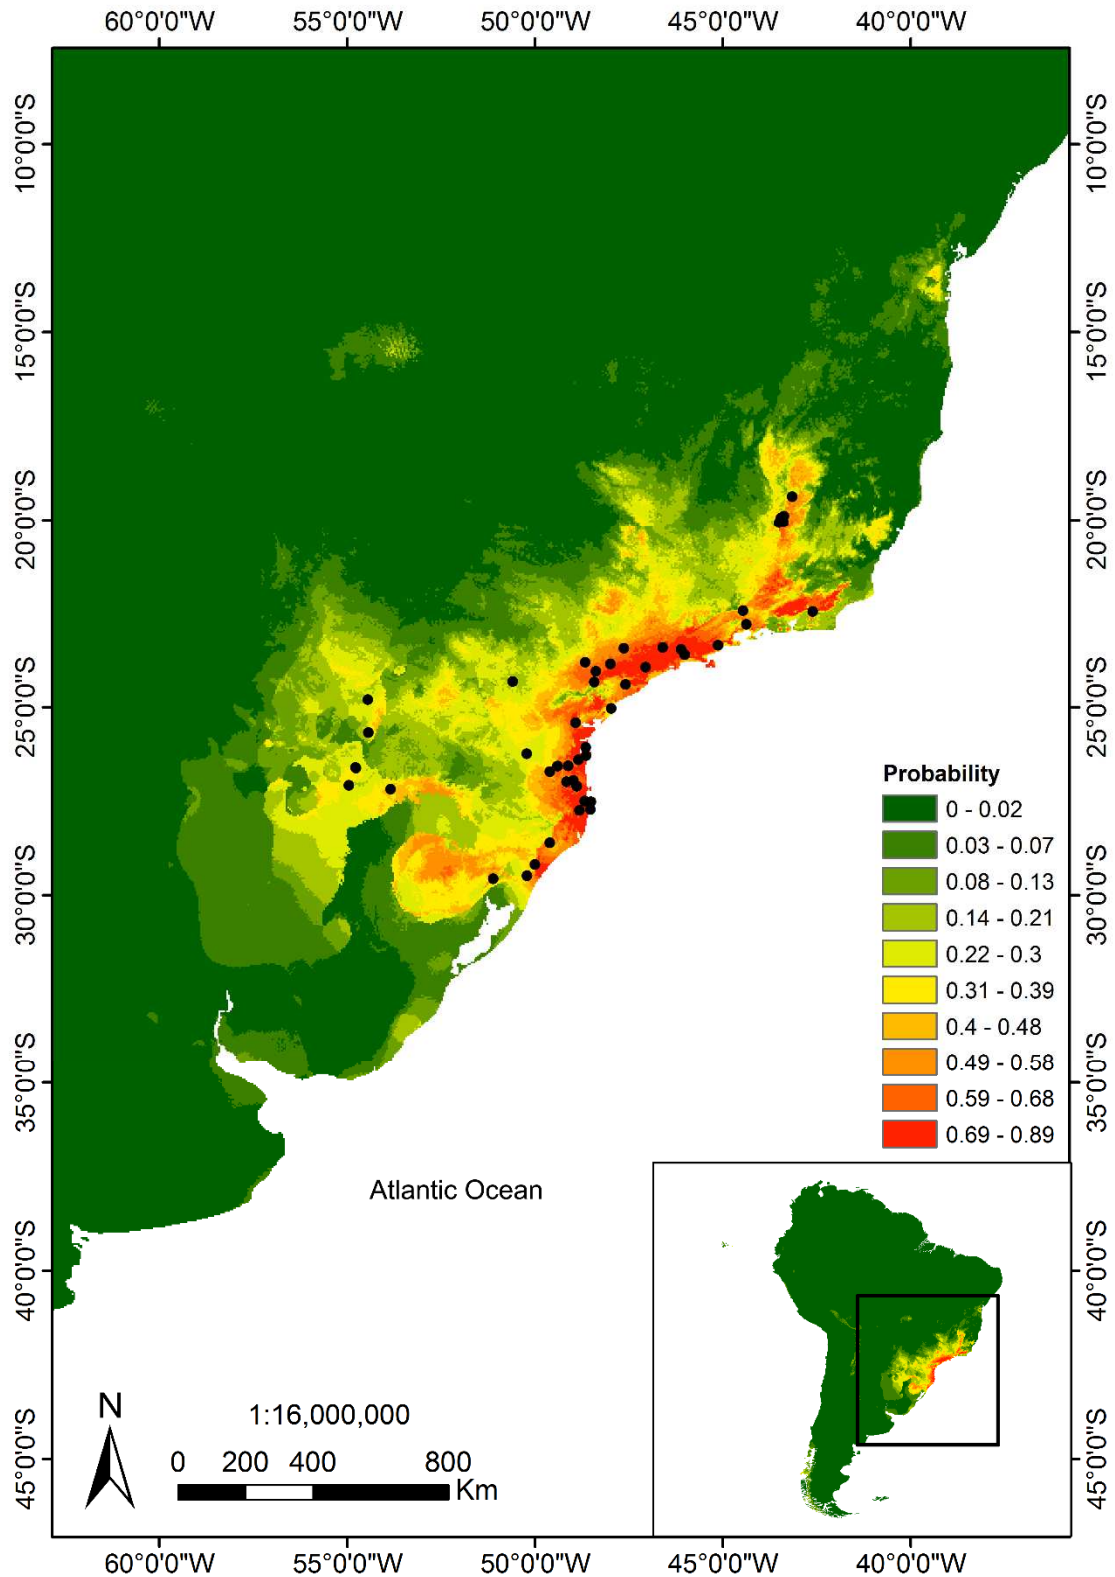 60°0'0"W 55°0'0"W 50°0'0"W 45°0'0"W 40°0'0"W
10°0'0"S 10°0'0"S
15°0'0"S 15°0'0"S
20°0'0"S 20°0'0"S
25°0'0"S 25°0'0"S
30°0'0"S 30°0'0"S
35°0'0"S 35°0'0"S
40°0'0"S 40°0'0"S
45°0'0"S 45°0'0"S
Probability
0 - 0.02
0.03 - 0.07
0.08 - 0.13
0.14 - 0.21
0.22 - 0.3
0.31 - 0.39
0.4 - 0.48
0.49 - 0.58
0.59 - 0.68
0.69 - 0.89
Atlantic Ocean
N
1:16,000,000
0 200 400 800
Km
60°0'0"W 55°0'0"W 50°0'0"W 45°0'0"W 40°0'0"W